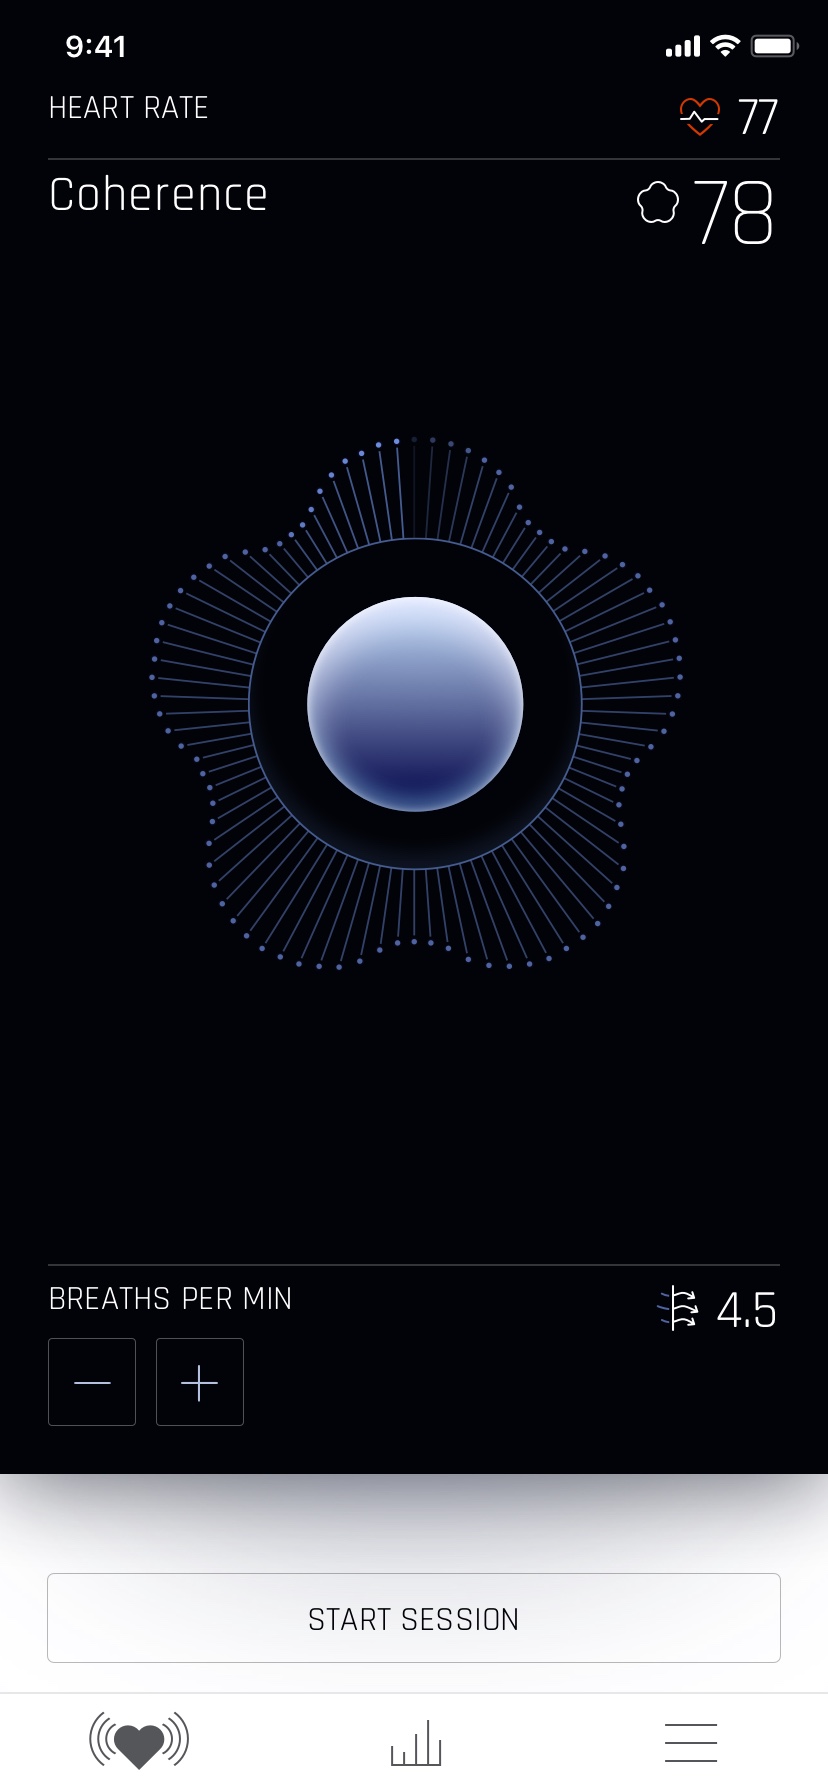 9:41
HEART RATE 77
Coherence 78
BREATHS PER MIN 4.5
START SESSION